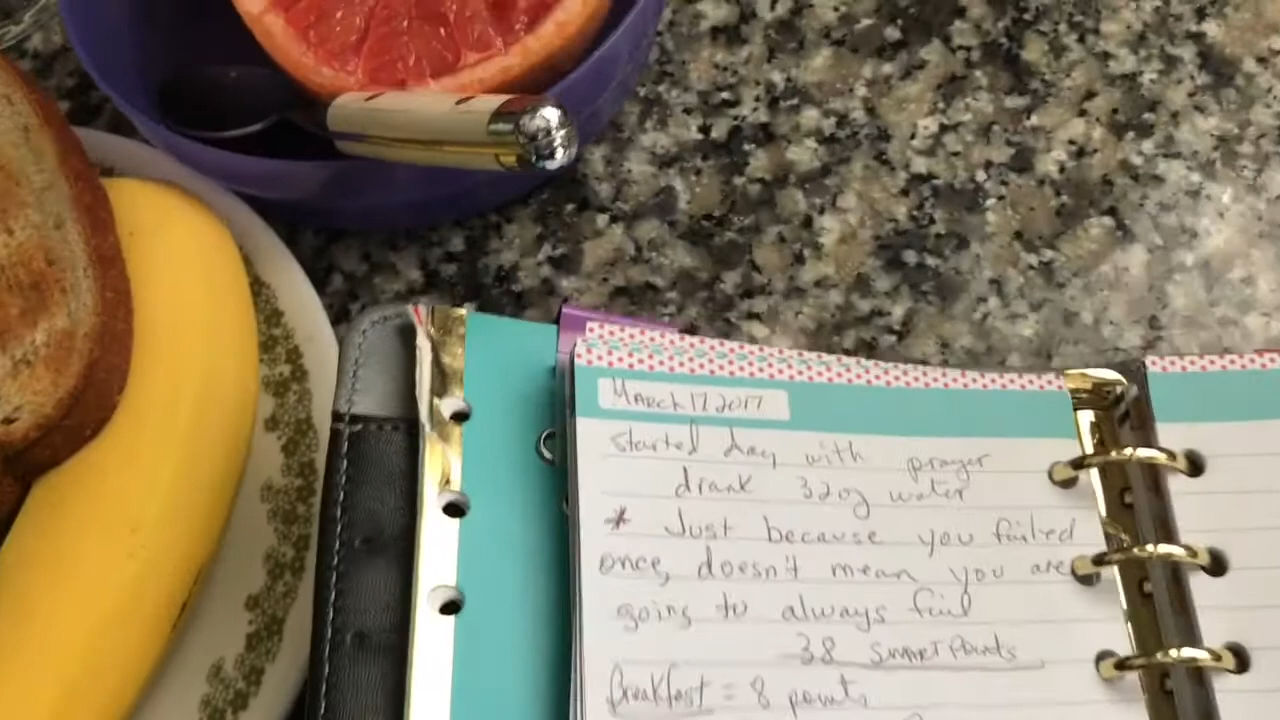 March 17 2017
started day with prayer
drank 32oz water
* Just because you failed
once, doesn't mean you are
going to always fail
38 smart points
Breakfast = 8 points